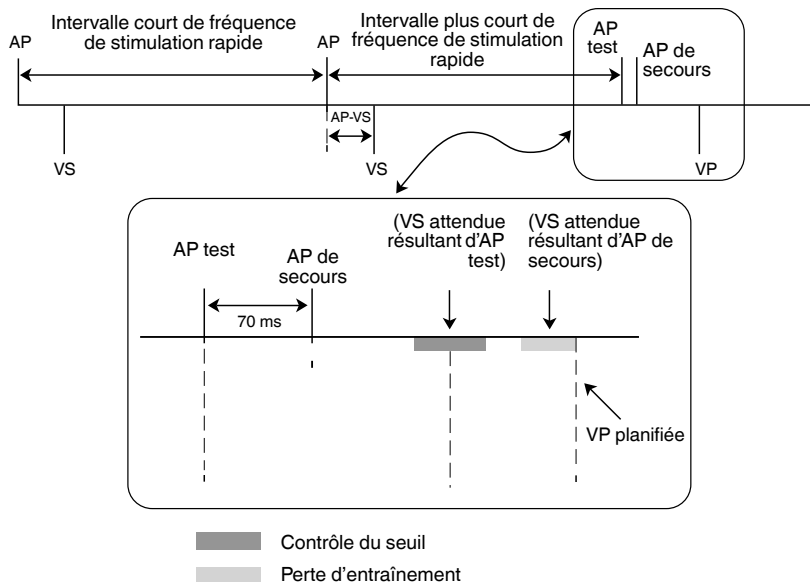 Intervalle court de fréquence
de stimulation rapide
Intervalle plus court de
fréquence de stimulation
rapide
AP
AP
AP
test
AP de
secours
AP-VS
VS
VS
VP
AP test
AP de
secours
(VS attendue
résultant d'AP
test)
(VS attendue
résultant d'AP de
secours)
70 ms
VP planifiée
Contrôle du seuil
Perte d'entraînement